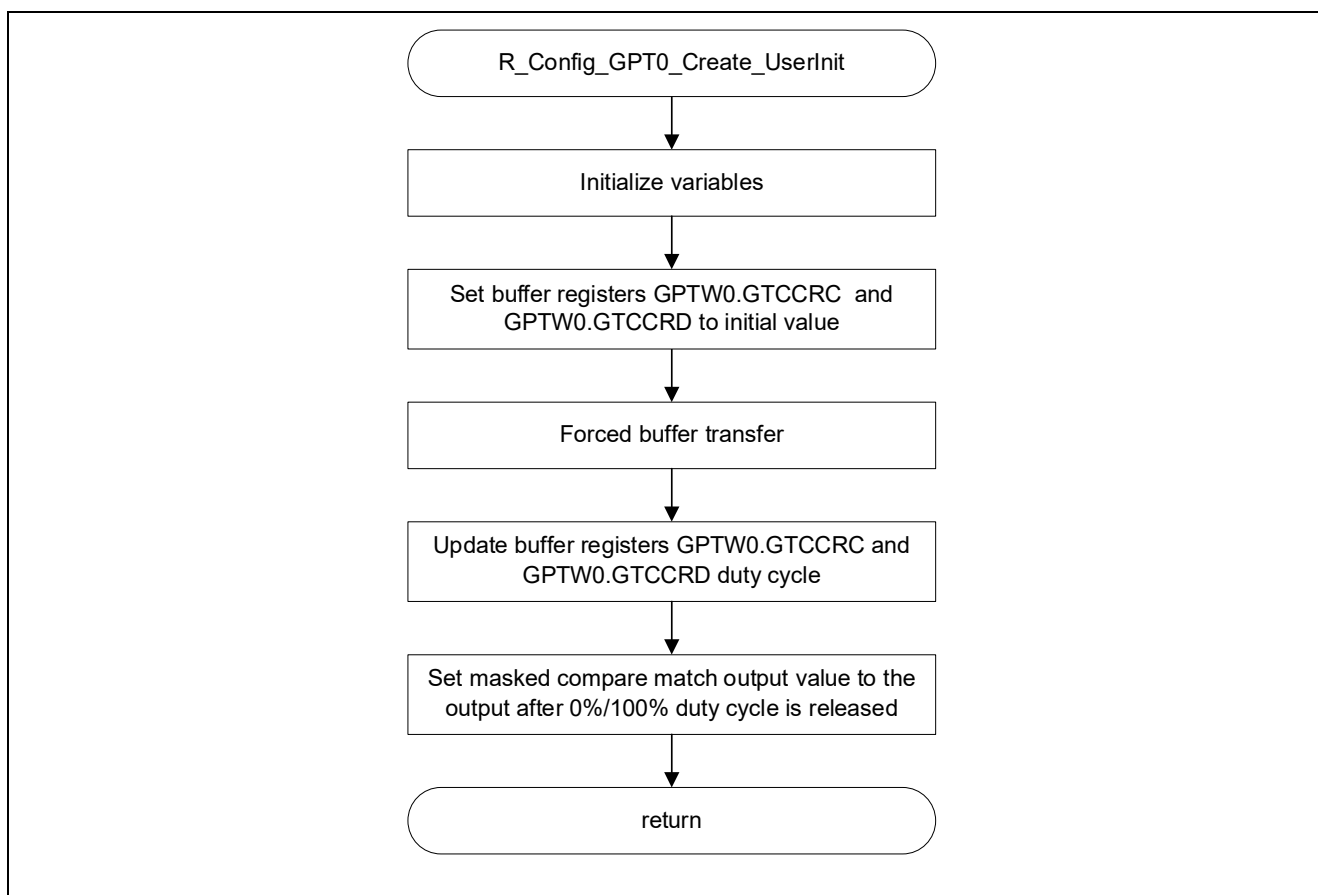 R_Config_GPT0_Create_UserInit
Initialize variables
Set buffer registers GPTW0.GTCCRC and
GPTW0.GTCCRD to initial value
Forced buffer transfer
Update buffer registers GPTW0.GTCCRC and
GPTW0.GTCCRD duty cycle
Set masked compare match output value to the
output after 0%/100% duty cycle is released
return